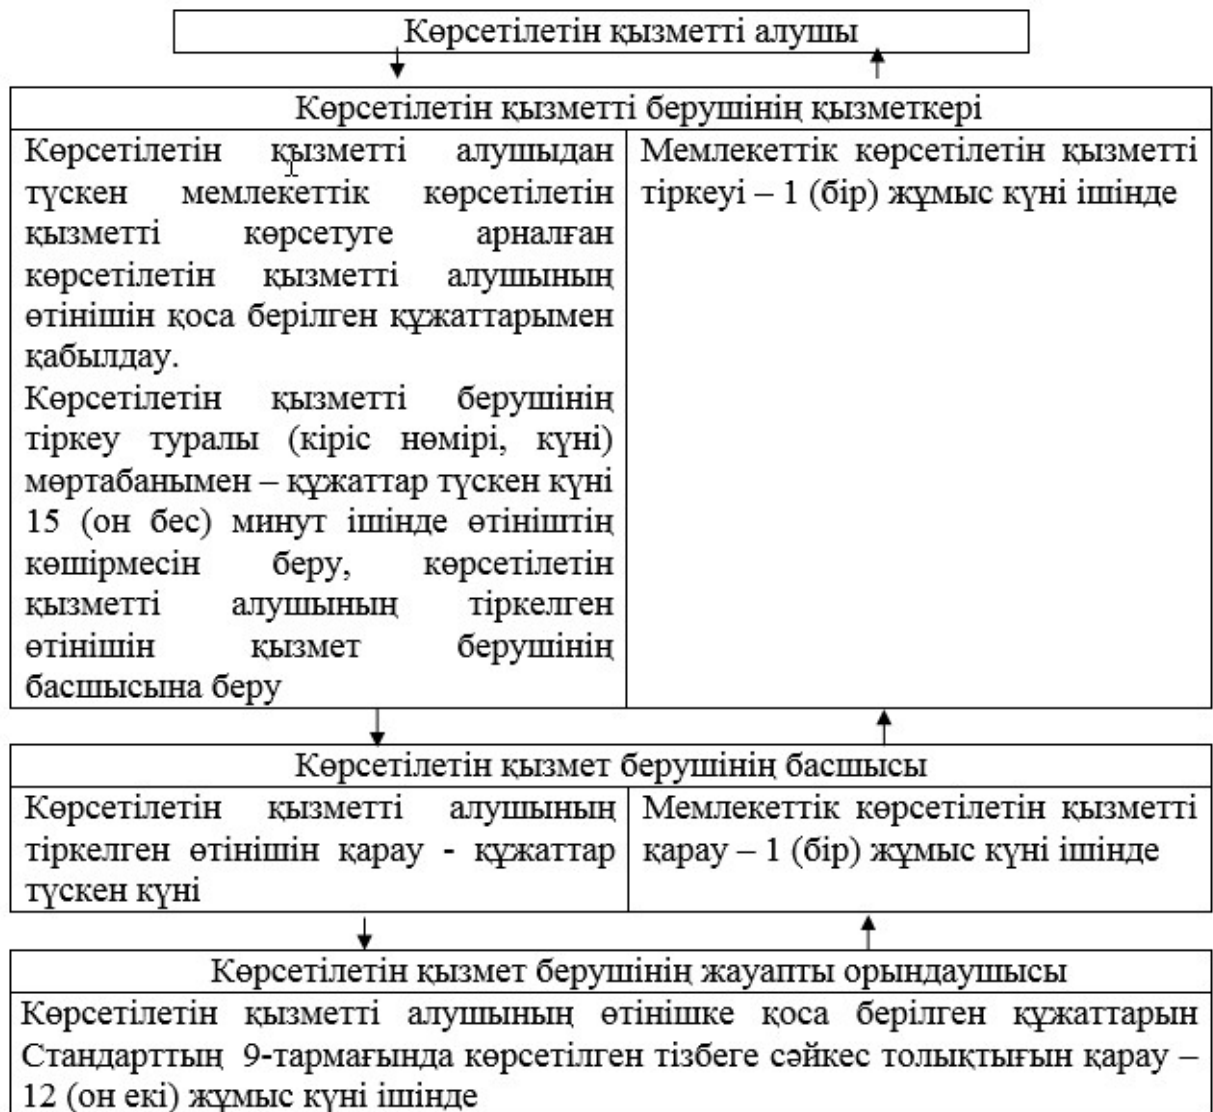 Көрсетілетін қызметті алушы
Көрсетілетін қызметті берушінің қызметкері
Көрсетілетін қызметті алушыдан
түскен мемлекеттік көрсетілетін
қызметті көрсетуге арналған
көрсетілетін қызметті алушының
өтінішін қоса берілген құжаттарымен
қабылдау.
Көрсетілетін қызметті берушінің
тіркеу туралы (кіріс нөмірі, күні)
мөртабанымен – құжаттар түскен күні
15 (он бес) минут ішінде өтініштің
көшірмесін беру, көрсетілетін
қызметті алушының тіркелген
өтінішін қызмет берушінің
басшысына беру
Мемлекеттік көрсетілетін қызметті
тіркеуі – 1 (бір) жұмыс күні ішінде
Көрсетілетін қызмет берушінің басшысы
Көрсетілетін қызметті алушының
тіркелген өтінішін қарау - құжаттар
түскен күні
Мемлекеттік көрсетілетін қызметті
қарау – 1 (бір) жұмыс күні ішінде
Көрсетілетін қызмет берушінің жауапты орындаушысы
Көрсетілетін қызметті алушының өтінішке қоса берілген құжаттарын
Стандарттың 9-тармағында көрсетілген тізбеге сәйкес толықтығын қарау –
12 (он екі) жұмыс күні ішінде